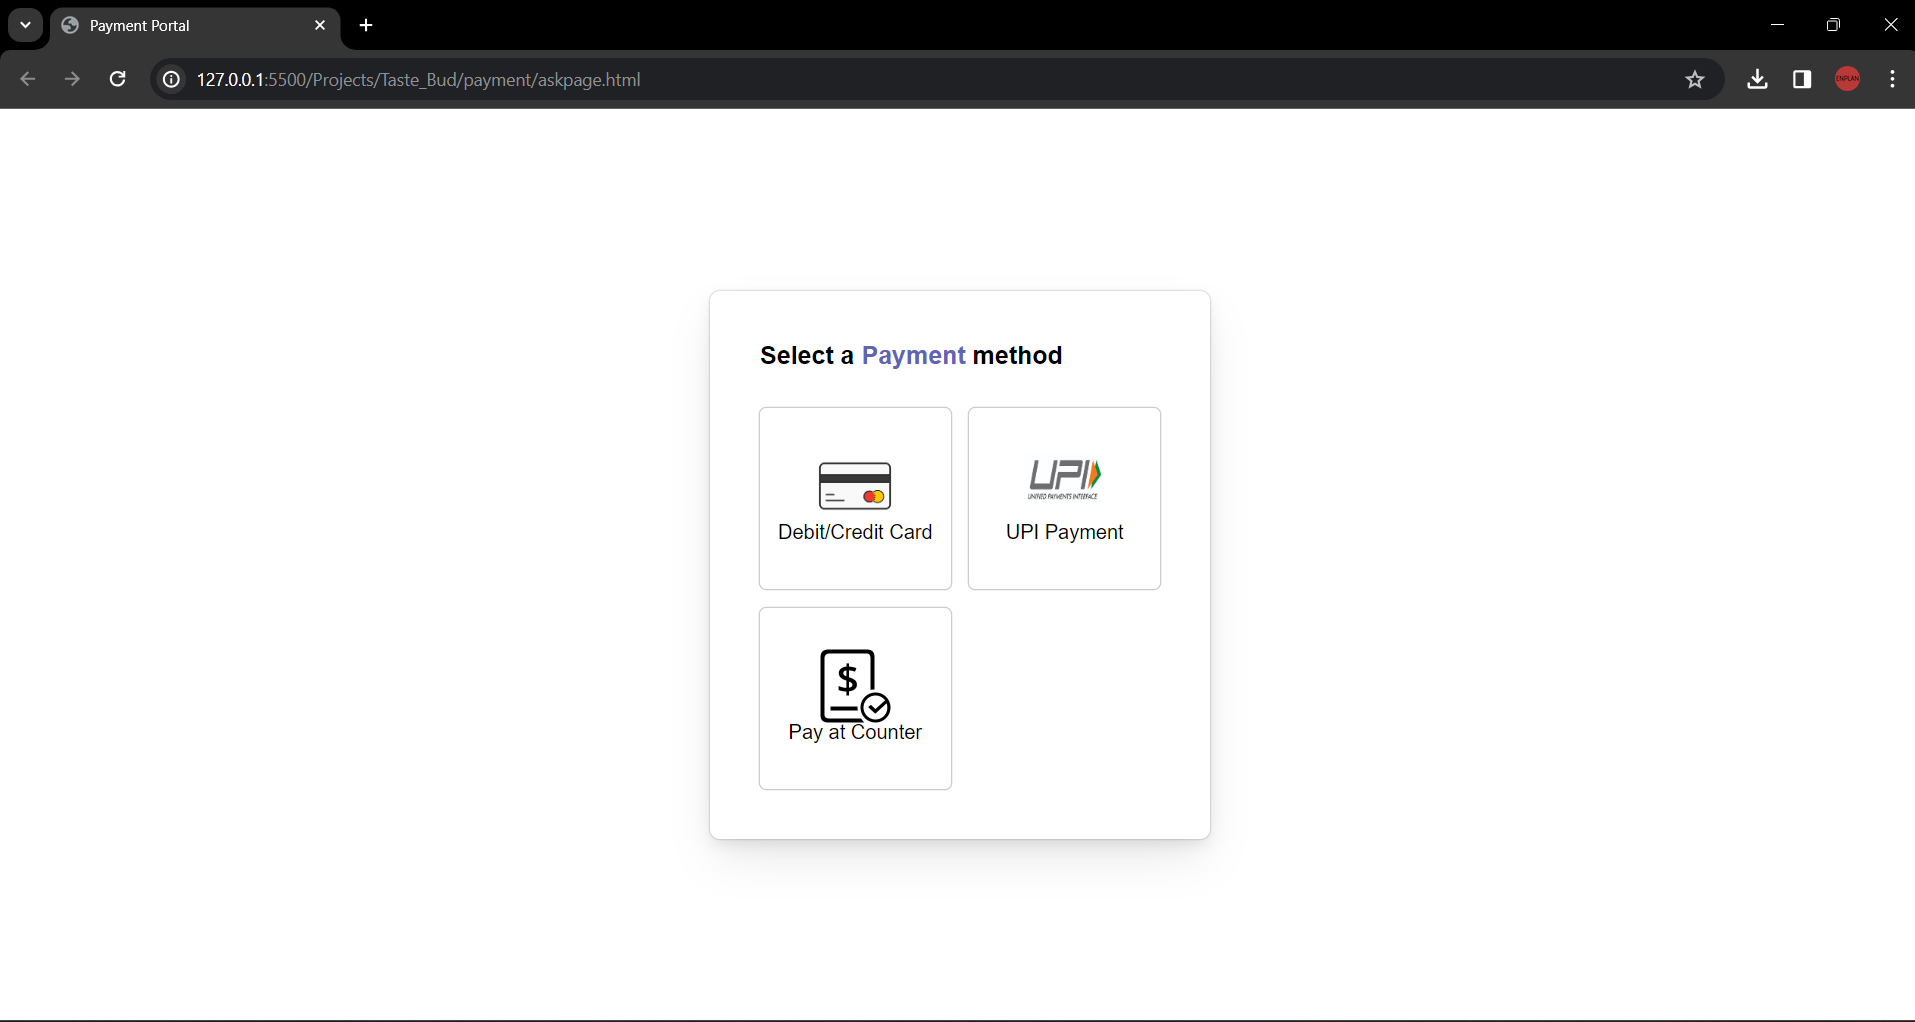 Payment Portal
127.0.0.1:5500/Projects/Taste_Bud/payment/askpage.html
ENPLAN
Select a Payment method
UPI
UNIFIED PAYMENTS INTERFACE
Debit/Credit Card
UPI Payment
$
Pay at Counter